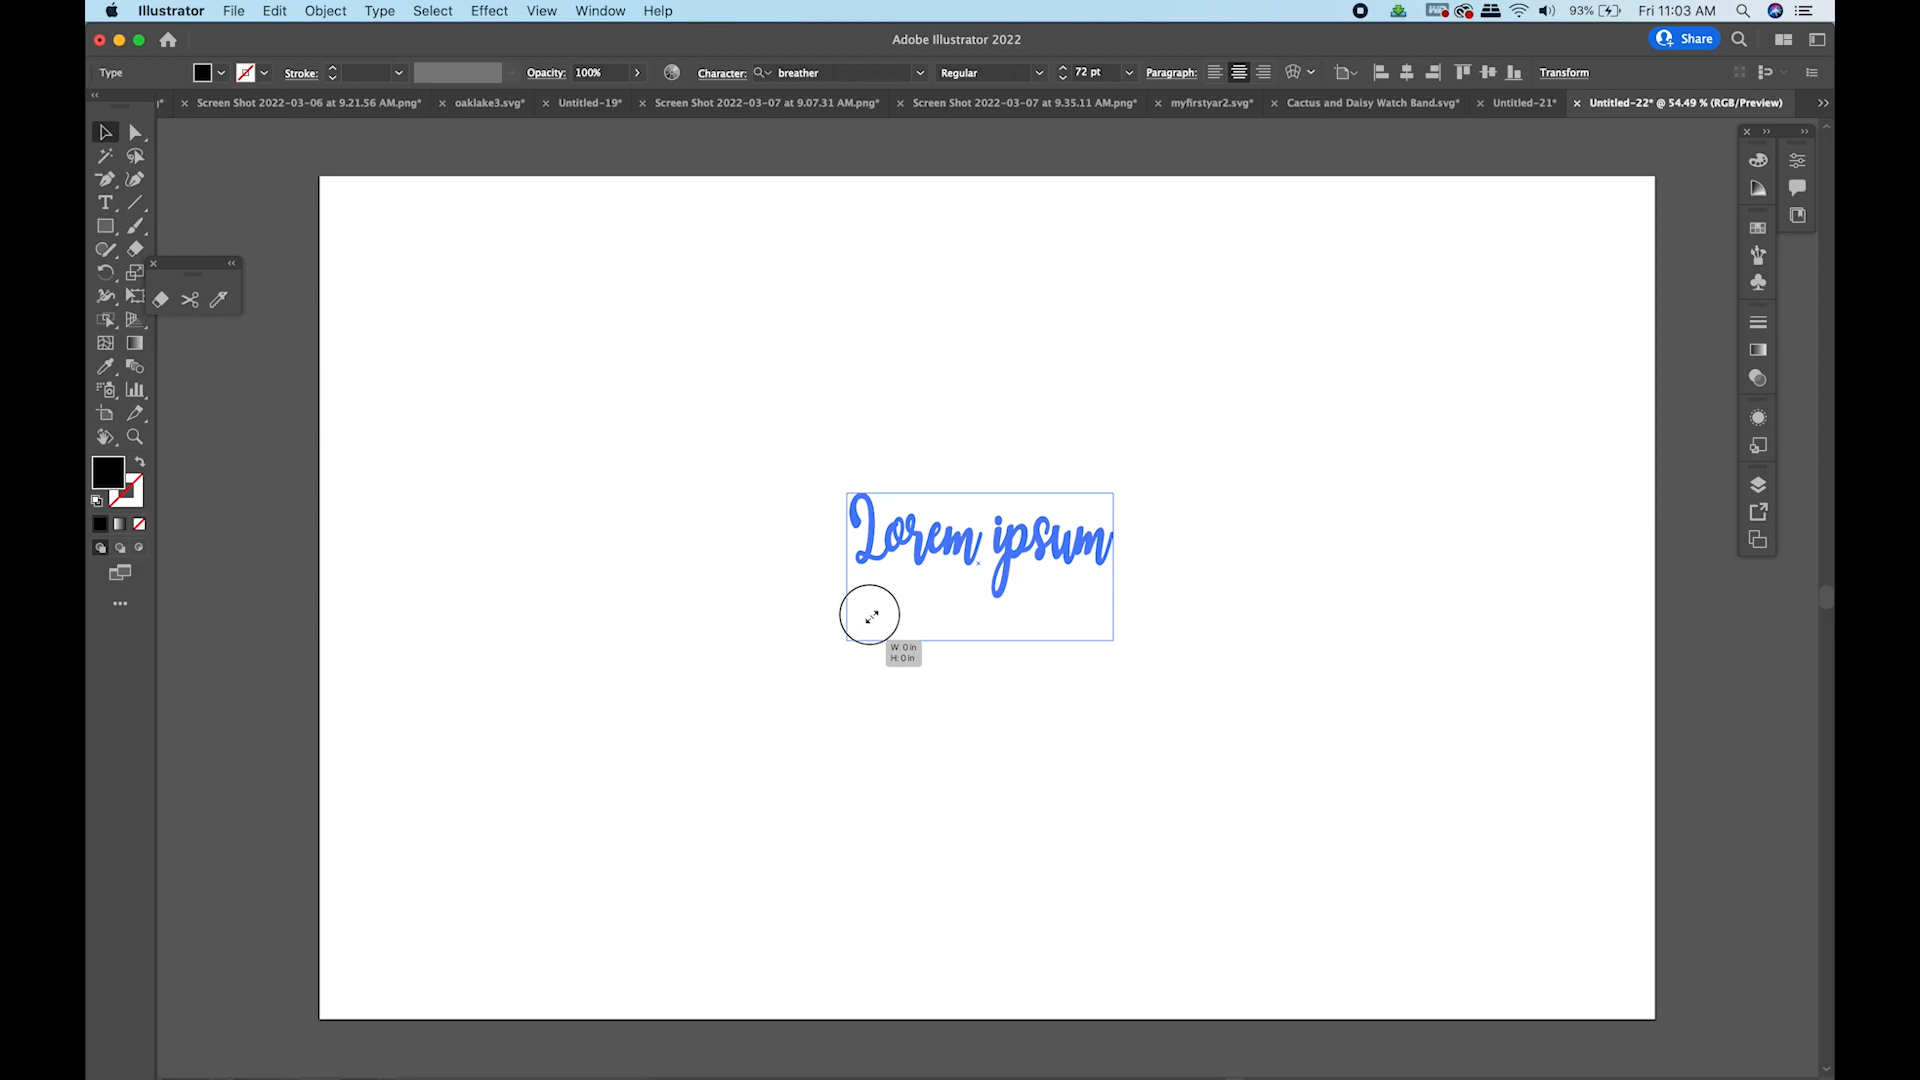 Illustrator File Edit Object Type Select Effect View Window Help 93% Fri 11:03 AM
Adobe Illustrator 2022 Share
Type Stroke: Opacity: 100% Character: breather Regular 72 pt Paragraph: Transform
Screen Shot 2022-03-06 at 9.21.56 AM.png* oaklake3.svg* Untitled-19* Screen Shot 2022-03-07 at 9.07.31 AM.png* Screen Shot 2022-03-07 at 9.35.11 AM.png* myfirstyar2.svg* Cactus and Daisy Watch Band.svg* Untitled-21* Untitled-22* @ 54.49 % (RGB/Preview)
Lorem ipsum
W: 0 in
H: 0 in